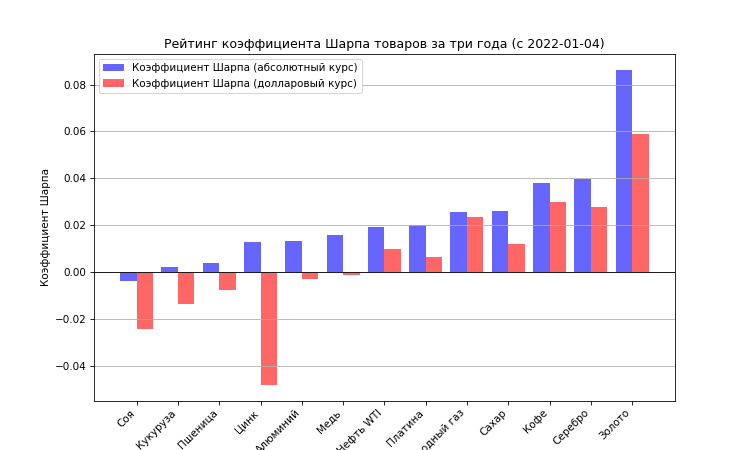 Рейтинг коэффициента Шарпа товаров за три года (с 2022-01-04)
Коэффициент Шарпа (абсолютный курс)
Коэффициент Шарпа (долларовый курс)
Коэффициент Шарпа
0.08
0.06
0.04
0.02
0.00
−0.02
−0.04
Соя
Кукуруза
Пшеница
Цинк
Алюминий
Медь
Нефть WTI
Платина
одный газ
Сахар
Кофе
Серебро
Золото